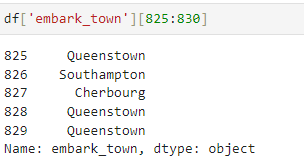 df['embark_town'][825:830]
825 Queenstown
826 Southampton
827 Cherbourg
828 Queenstown
829 Queenstown
Name: embark_town, dtype: object